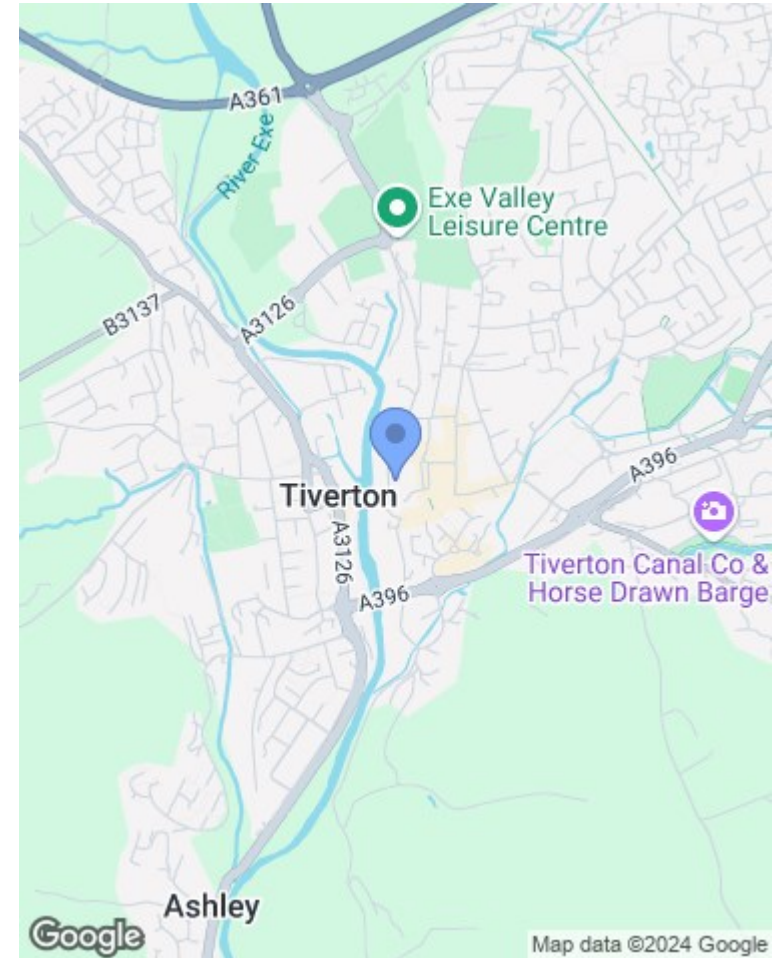 A361
River Exe
Exe Valley
Leisure Centre
B3137
A3126
Tiverton
A3126
A396
A396
Tiverton Canal Co &
Horse Drawn Barge
Ashley
Google
Map data ©2024 Google